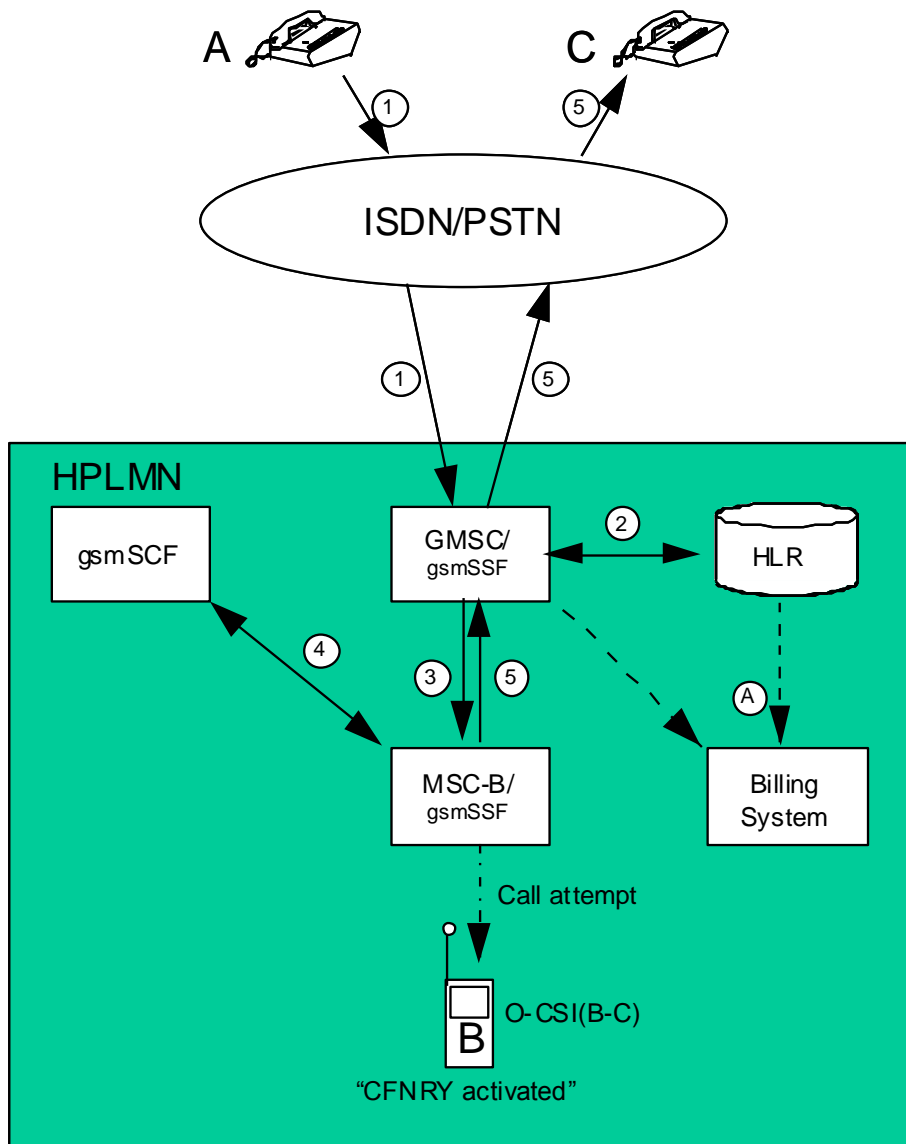 A
C
1
5
ISDN/PSTN
1
5
HPLMN
gsmSCF
GMSC/
gsmSSF
2
HLR
4
3
5
A
MSC-B/
gsmSSF
Billing
System
Call attempt
O-CSI(B-C)
B
“CFNRY activated”